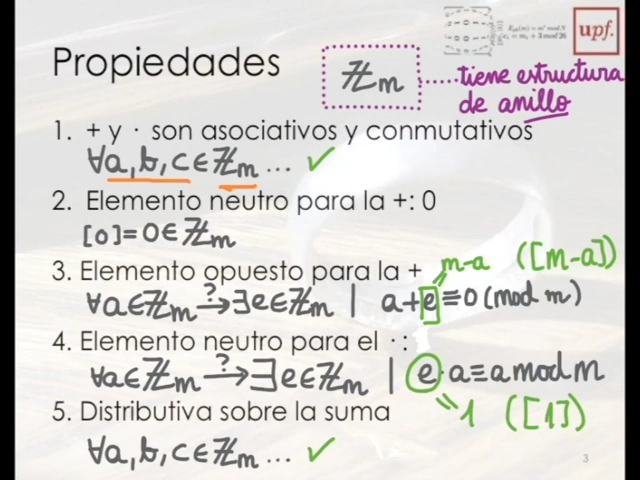 upf.
Propiedades
ℤm ..... tiene estructura
de anillo
1. + y · son asociativos y conmutativos
∀a,b,c∈ℤm ... ✓
2. Elemento neutro para la +: 0
[0]=0∈ℤm
3. Elemento opuesto para la +
m-a ([m-a])
∀a∈ℤm ?→ ∃e∈ℤm | a+e≡0 (mod m)
4. Elemento neutro para el · :
∀a∈ℤm ?→ ∃e∈ℤm | e·a≡a mod m
=1 ([1])
5. Distributiva sobre la suma
∀a,b,c∈ℤm ... ✓
3